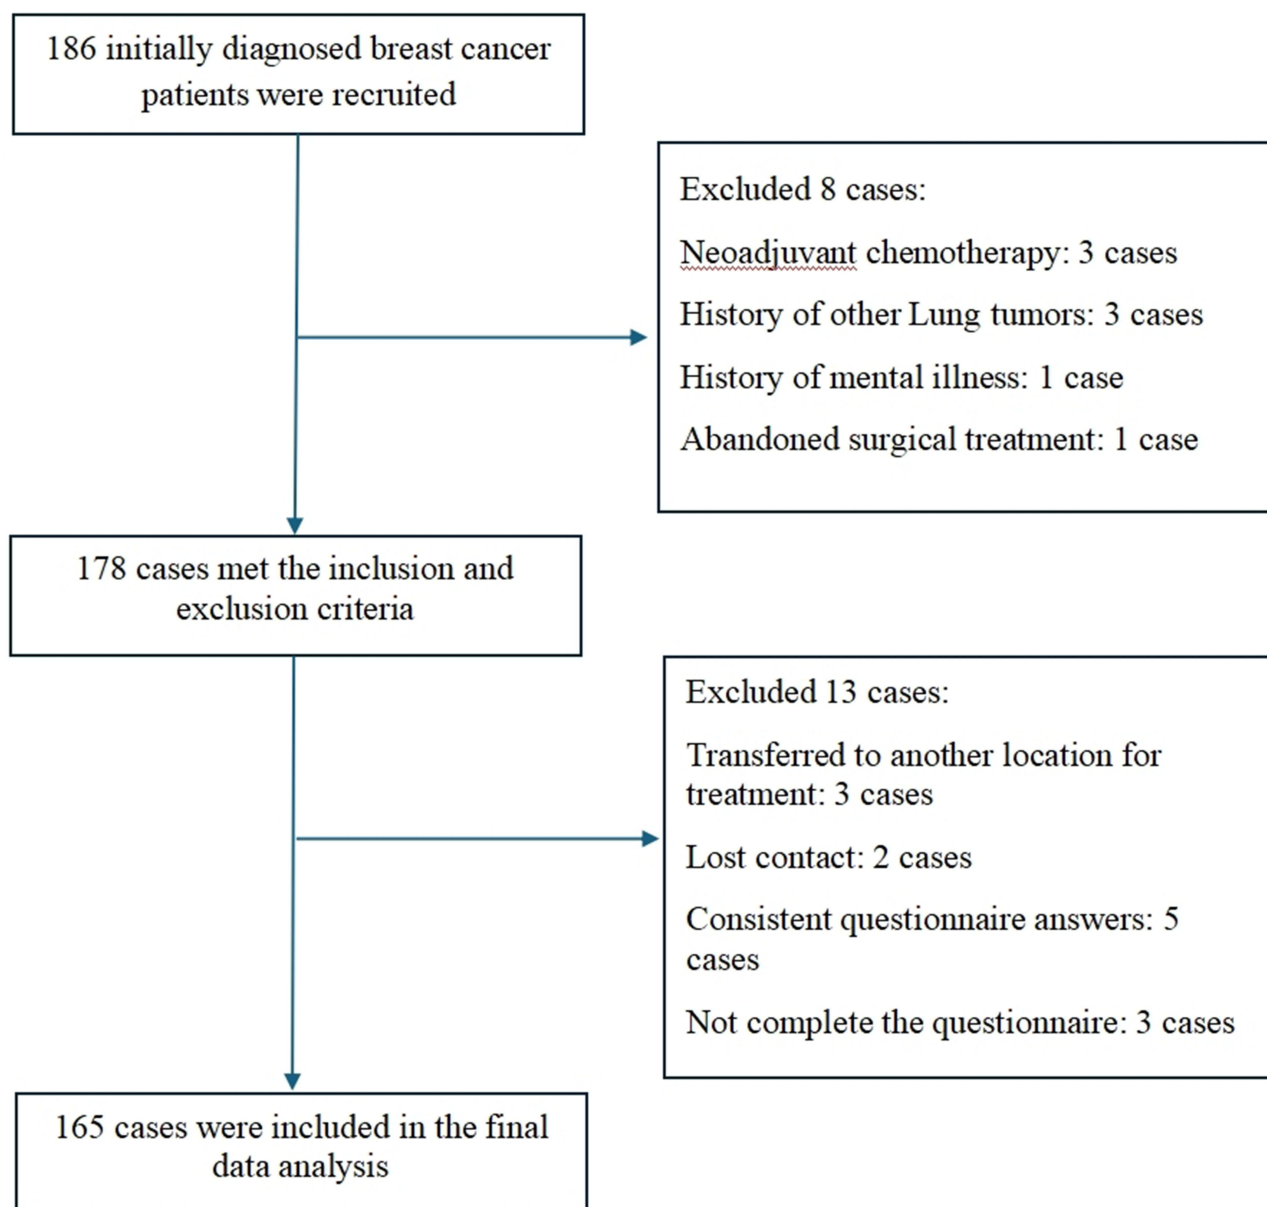 186 initially diagnosed breast cancer
patients were recruited
Excluded 8 cases:
Neoadjuvant chemotherapy: 3 cases
History of other Lung tumors: 3 cases
History of mental illness: 1 case
Abandoned surgical treatment: 1 case
178 cases met the inclusion and
exclusion criteria
Excluded 13 cases:
Transferred to another location for
treatment: 3 cases
Lost contact: 2 cases
Consistent questionnaire answers: 5
cases
Not complete the questionnaire: 3 cases
165 cases were included in the final
data analysis